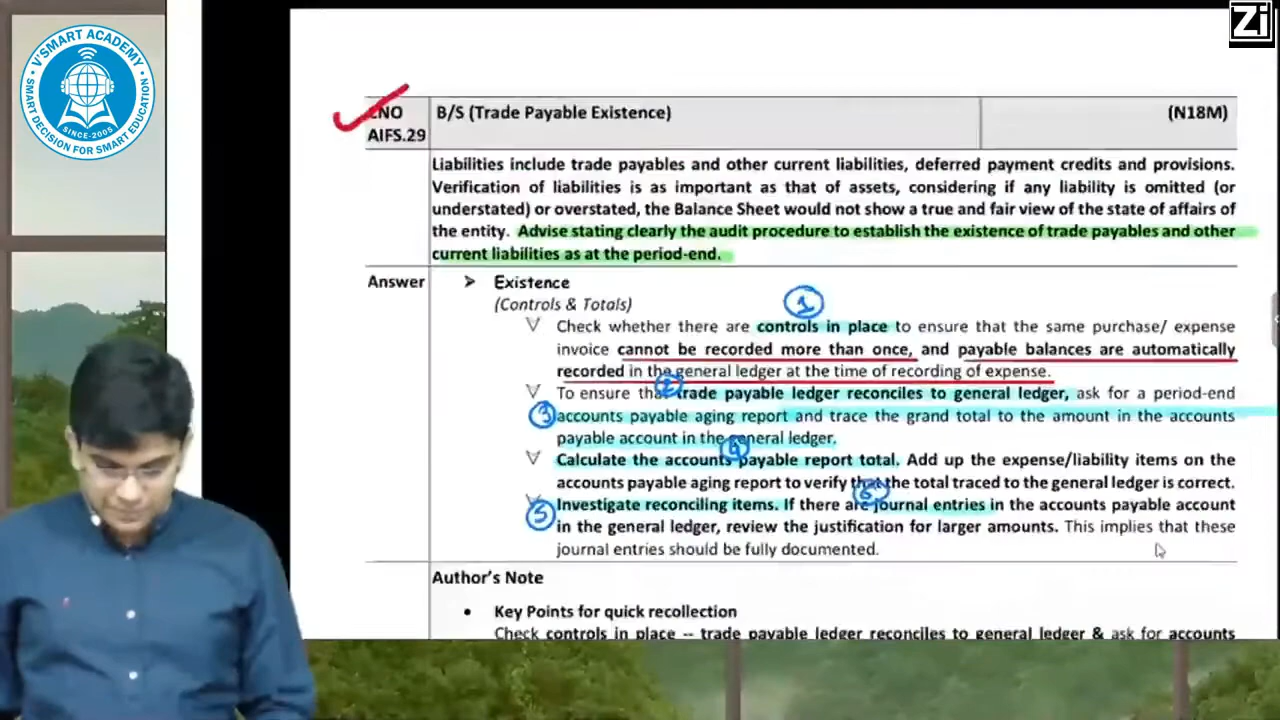 V'SMART ACADEMY
SINCE-2005
SMART DECISION FOR SMART EDUCATION
Zi
NO B/S (Trade Payable Existence) (N18M)
AIFS.29
Liabilities include trade payables and other current liabilities, deferred payment credits and provisions.
Verification of liabilities is as important as that of assets, considering if any liability is omitted (or
understated) or overstated, the Balance Sheet would not show a true and fair view of the state of affairs of
the entity. Advise stating clearly the audit procedure to establish the existence of trade payables and other
current liabilities as at the period-end.
Answer ➤ Existence
(Controls & Totals)
1
Check whether there are controls in place to ensure that the same purchase/ expense
invoice cannot be recorded more than once, and payable balances are automatically
recorded in the general ledger at the time of recording of expense.
2
To ensure that trade payable ledger reconciles to general ledger, ask for a period-end
3 accounts payable aging report and trace the grand total to the amount in the accounts
payable account in the general ledger.
4
Calculate the accounts payable report total. Add up the expense/liability items on the
accounts payable aging report to verify that the total traced to the general ledger is correct.
6
5 Investigate reconciling items. If there are journal entries in the accounts payable account
in the general ledger, review the justification for larger amounts. This implies that these
journal entries should be fully documented.
Author's Note
• Key Points for quick recollection
Check controls in place -- trade payable ledger reconciles to general ledger & ask for accounts